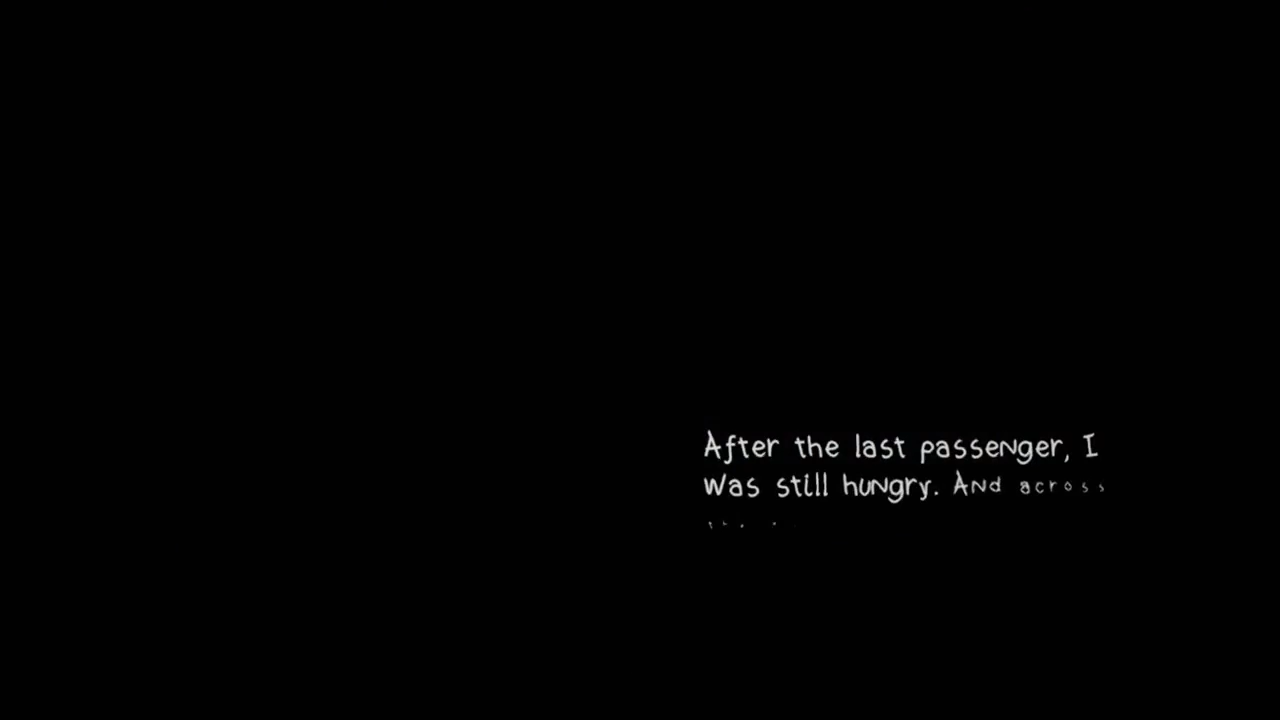 After the last passenger, I
was still hungry. And across